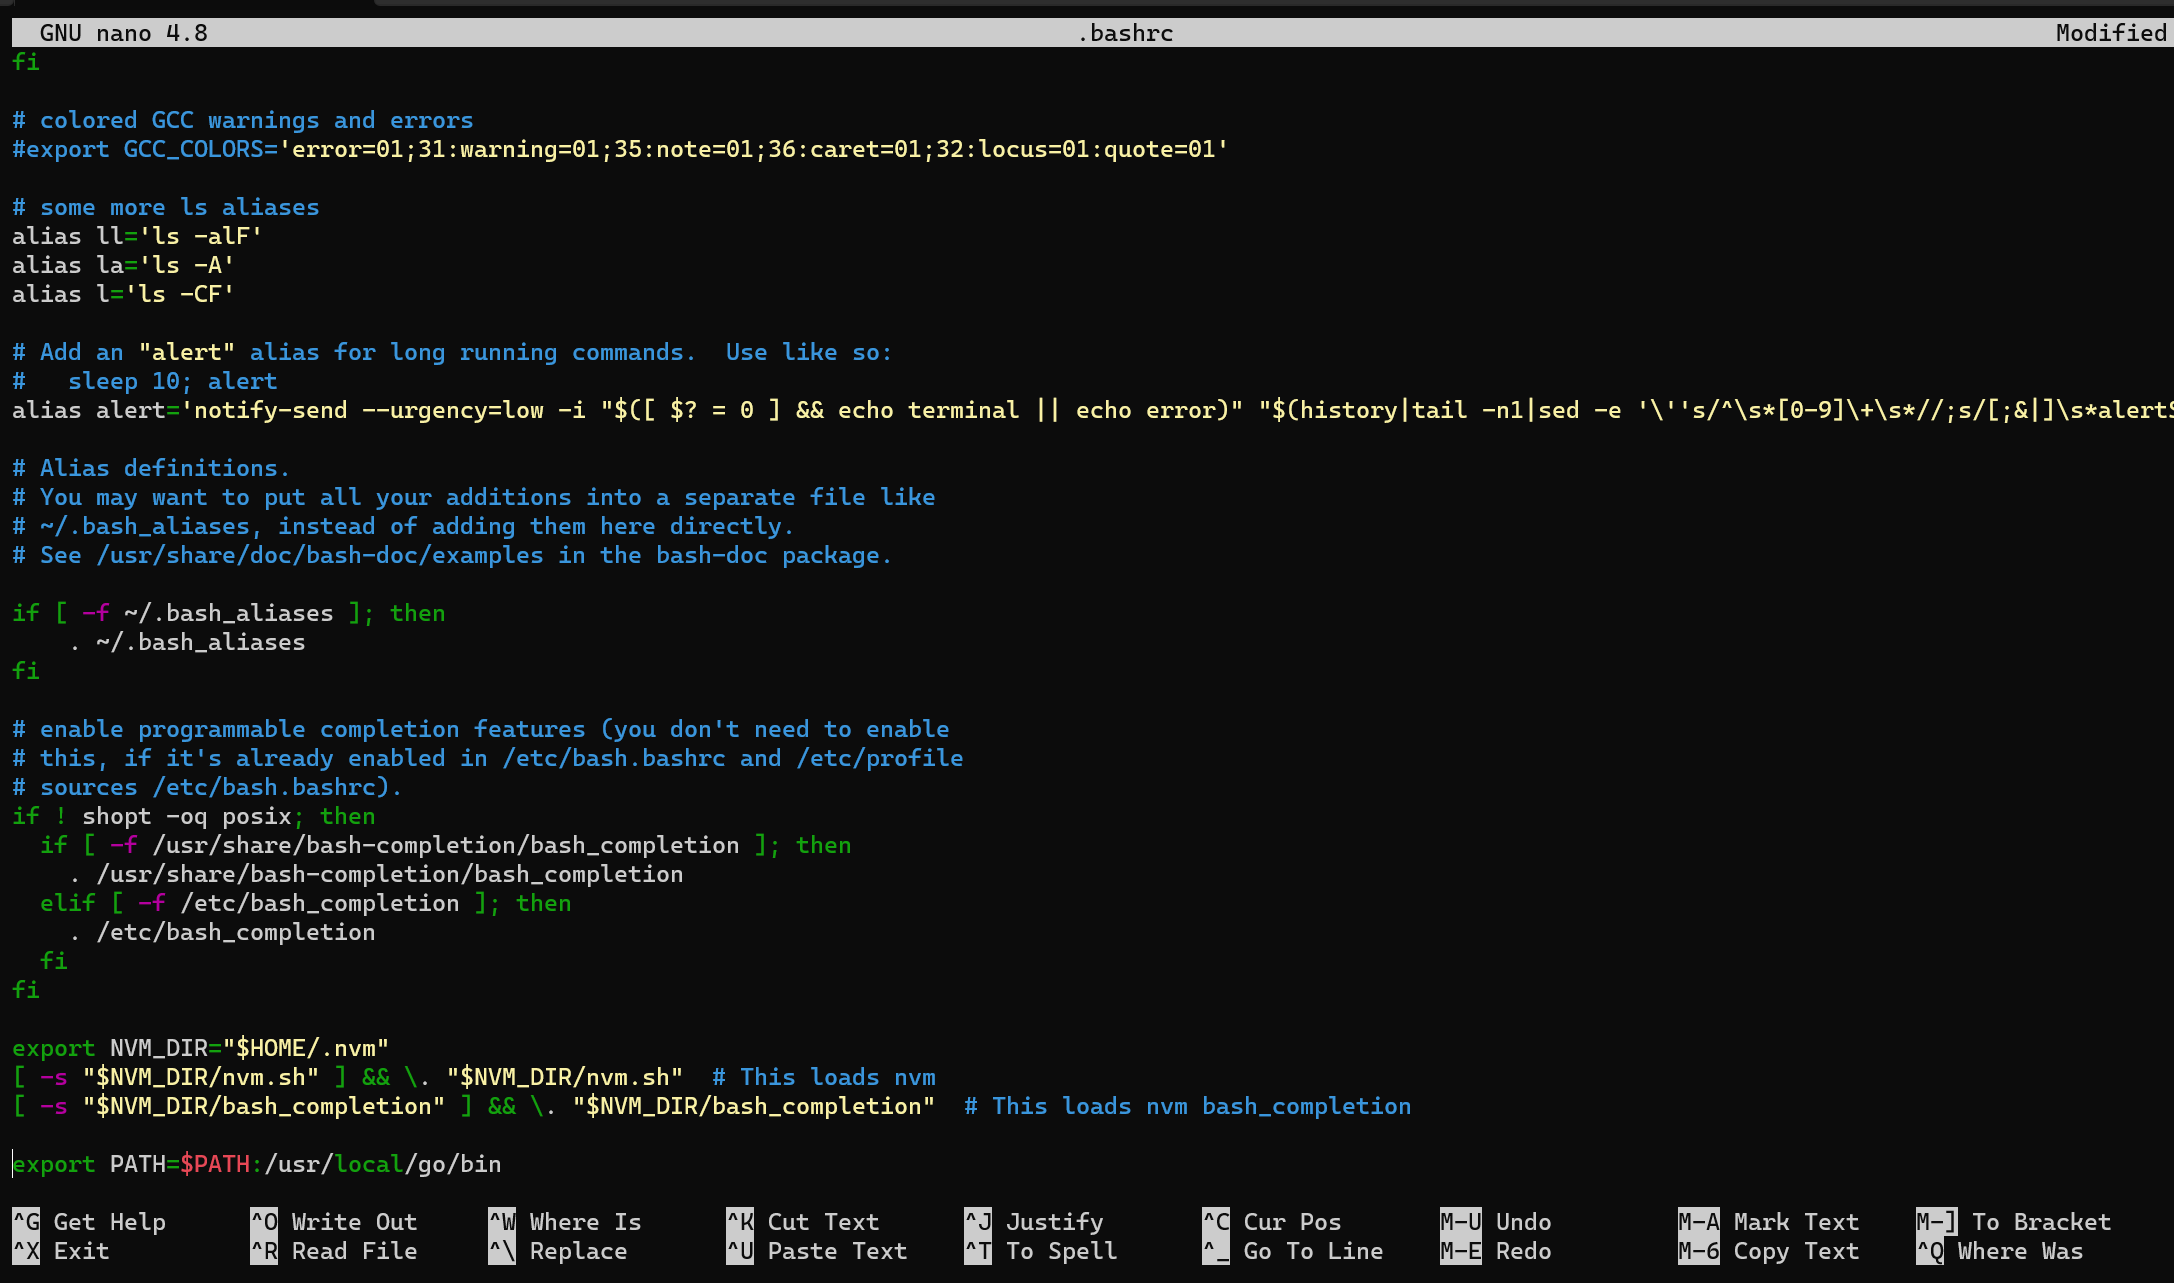 GNU nano 4.8 .bashrc Modified
fi

# colored GCC warnings and errors
#export GCC_COLORS='error=01;31:warning=01;35:note=01;36:caret=01;32:locus=01:quote=01'

# some more ls aliases
alias ll='ls -alF'
alias la='ls -A'
alias l='ls -CF'

# Add an "alert" alias for long running commands.  Use like so:
#   sleep 10; alert
alias alert='notify-send --urgency=low -i "$([ $? = 0 ] && echo terminal || echo error)" "$(history|tail -n1|sed -e '\''s/^\s*[0-9]\+\s*//;s/[;&|]\s*alert$

# Alias definitions.
# You may want to put all your additions into a separate file like
# ~/.bash_aliases, instead of adding them here directly.
# See /usr/share/doc/bash-doc/examples in the bash-doc package.

if [ -f ~/.bash_aliases ]; then
    . ~/.bash_aliases
fi

# enable programmable completion features (you don't need to enable
# this, if it's already enabled in /etc/bash.bashrc and /etc/profile
# sources /etc/bash.bashrc).
if ! shopt -oq posix; then
  if [ -f /usr/share/bash-completion/bash_completion ]; then
    . /usr/share/bash-completion/bash_completion
  elif [ -f /etc/bash_completion ]; then
    . /etc/bash_completion
  fi
fi

export NVM_DIR="$HOME/.nvm"
[ -s "$NVM_DIR/nvm.sh" ] && \. "$NVM_DIR/nvm.sh"  # This loads nvm
[ -s "$NVM_DIR/bash_completion" ] && \. "$NVM_DIR/bash_completion"  # This loads nvm bash_completion

export PATH=$PATH:/usr/local/go/bin

^G Get Help ^O Write Out ^W Where Is ^K Cut Text ^J Justify ^C Cur Pos M-U Undo M-A Mark Text M-] To Bracket
^X Exit ^R Read File ^\ Replace ^U Paste Text ^T To Spell ^_ Go To Line M-E Redo M-6 Copy Text ^Q Where Was